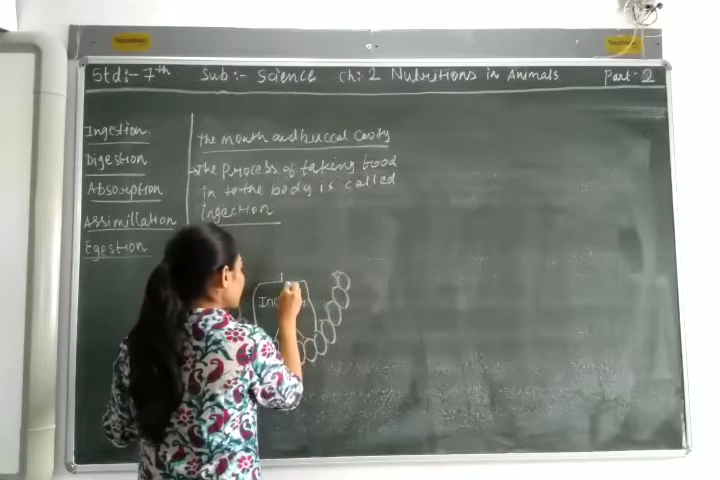 Std:- 7th Sub:- Science Ch: 2 Nutritions in Animals Part-2
Ingestion
Digestion
Absorption
Assimillation
Egestion
The mouth and buccal cavity
The process of taking food
in to the body is called
Ingection